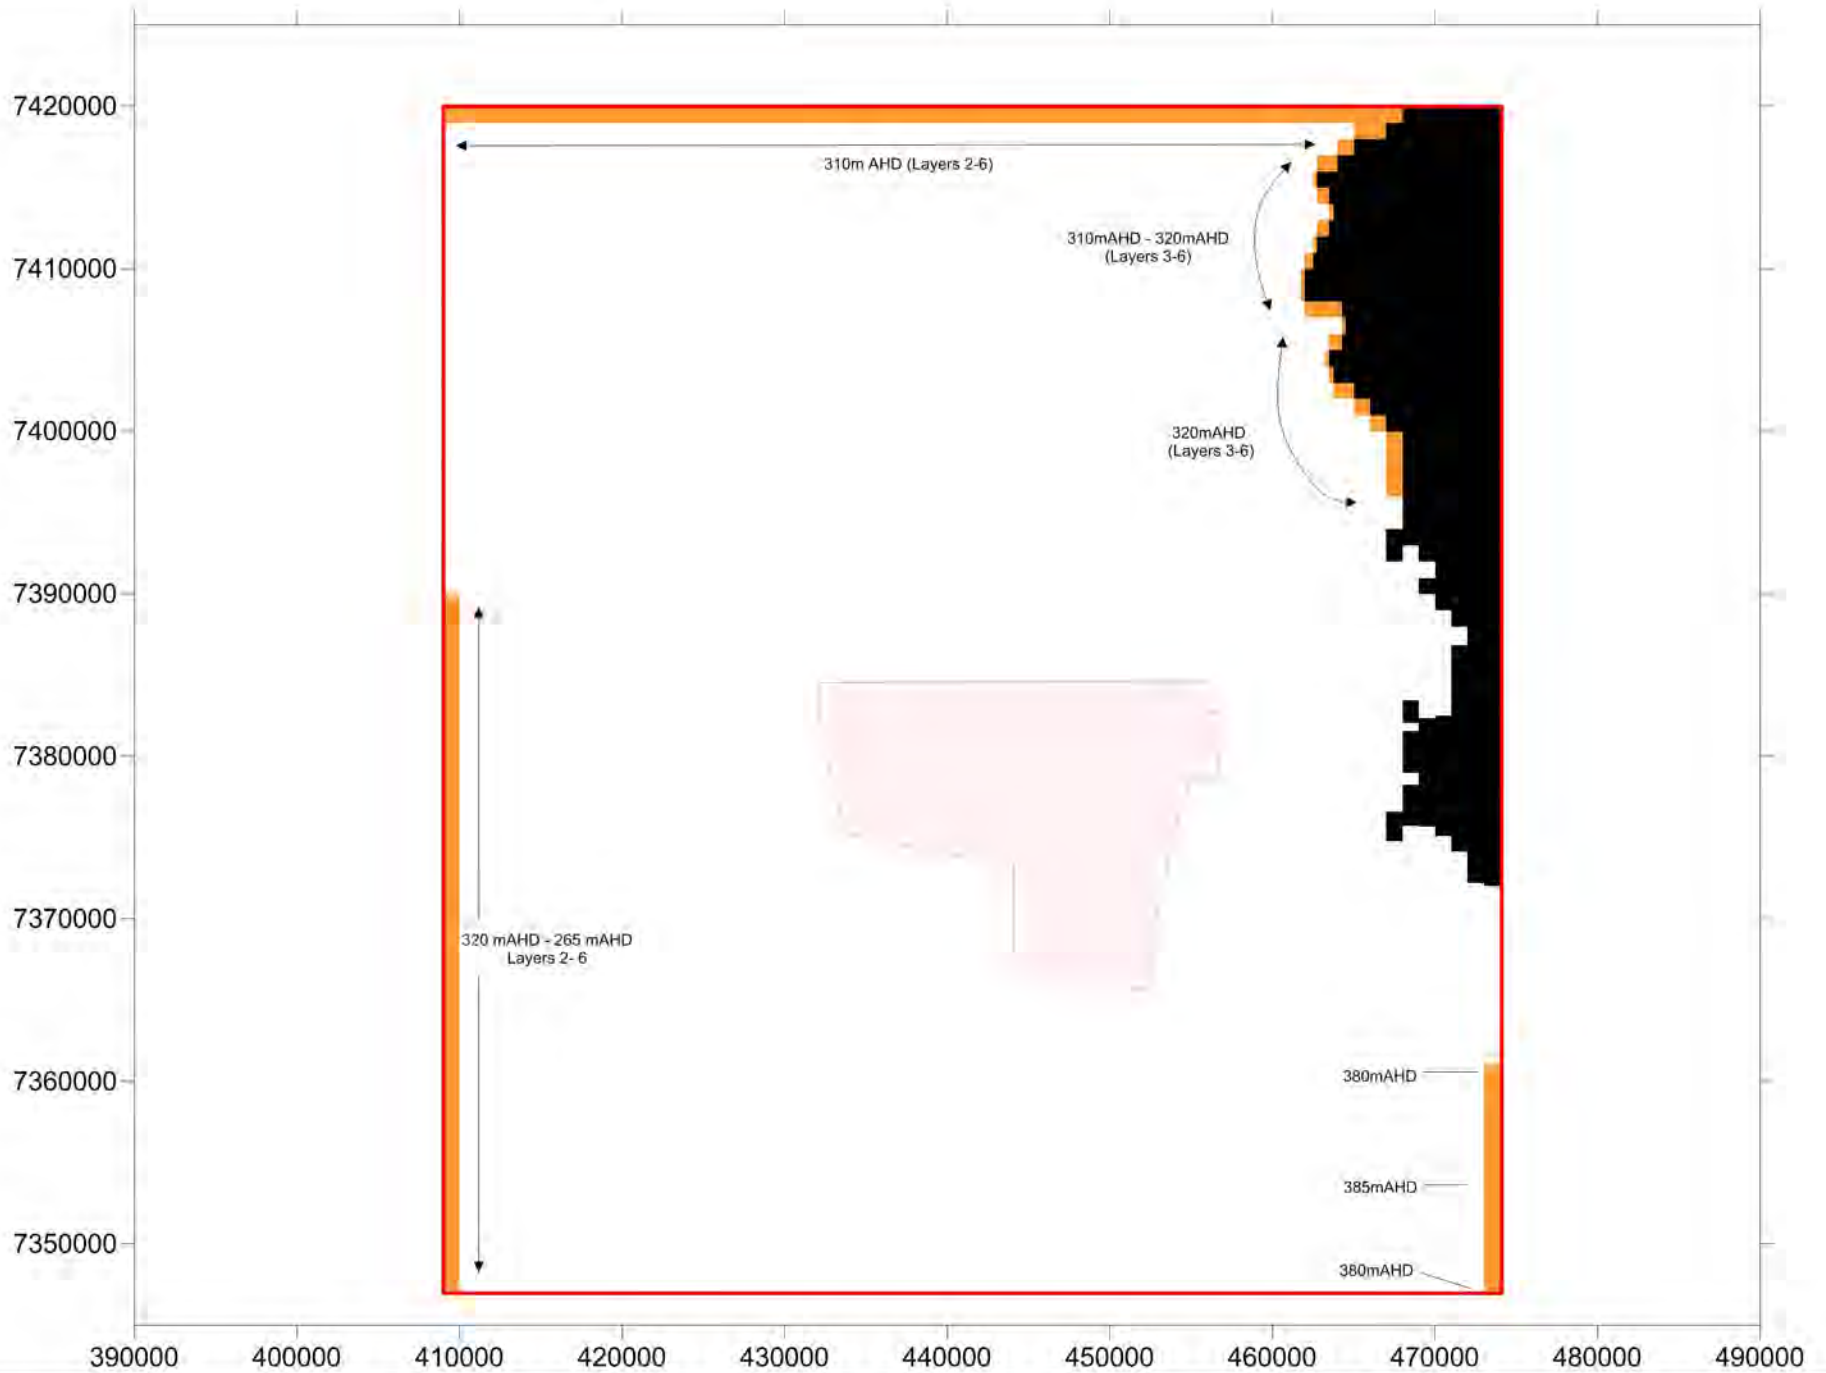 7420000
310m AHD (Layers 2-6)
310mAHD - 320mAHD
(Layers 3-6)
7410000
7400000
320mAHD
(Layers 3-6)
7390000
7380000
7370000
320 mAHD - 265 mAHD
Layers 2- 6
7360000
380mAHD
385mAHD
7350000
380mAHD
390000 400000 410000 420000 430000 440000 450000 460000 470000 480000 490000